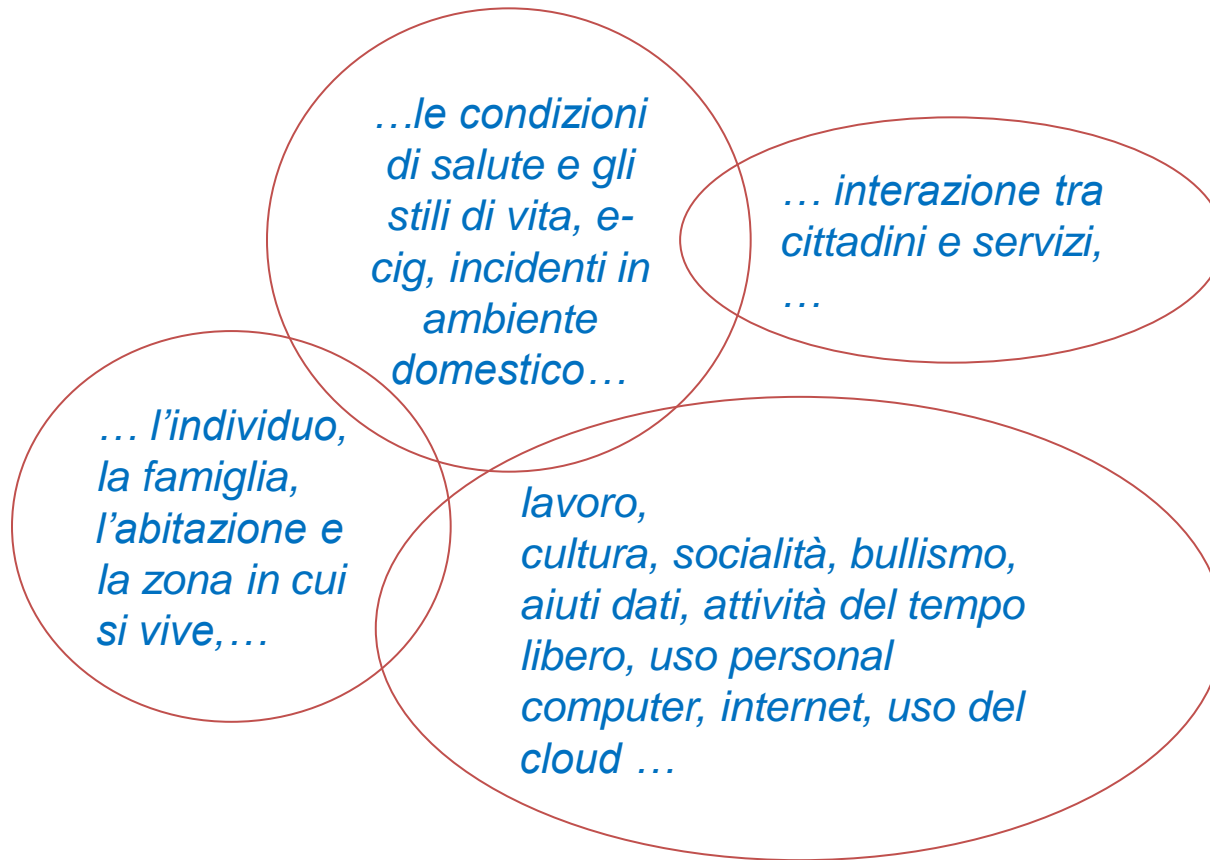 …le condizioni
di salute e gli
stili di vita, e-
cig, incidenti in
ambiente
domestico…
… interazione tra
cittadini e servizi,
…
… l’individuo,
la famiglia,
l’abitazione e
la zona in cui
si vive,…
lavoro,
cultura, socialità, bullismo,
aiuti dati, attività del tempo
libero, uso personal
computer, internet, uso del
cloud …